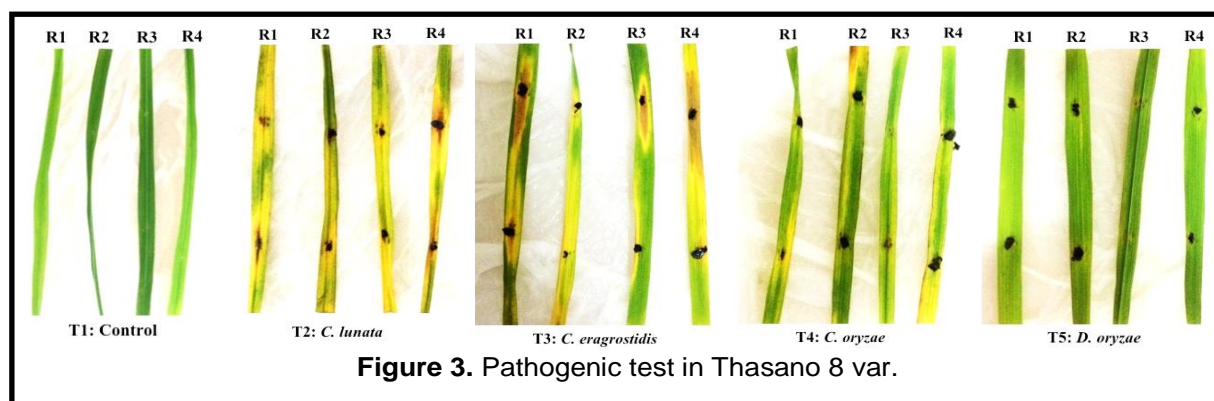 R1 R2 R3 R4
R1 R2 R3 R4
R1 R2 R3 R4
R1 R2 R3 R4
R1 R2 R3 R4
T1: Control
T2: C. lunata
T3: C. eragrostidis
T4: C. oryzae
T5: D. oryzae
Figure 3. Pathogenic test in Thasano 8 var.